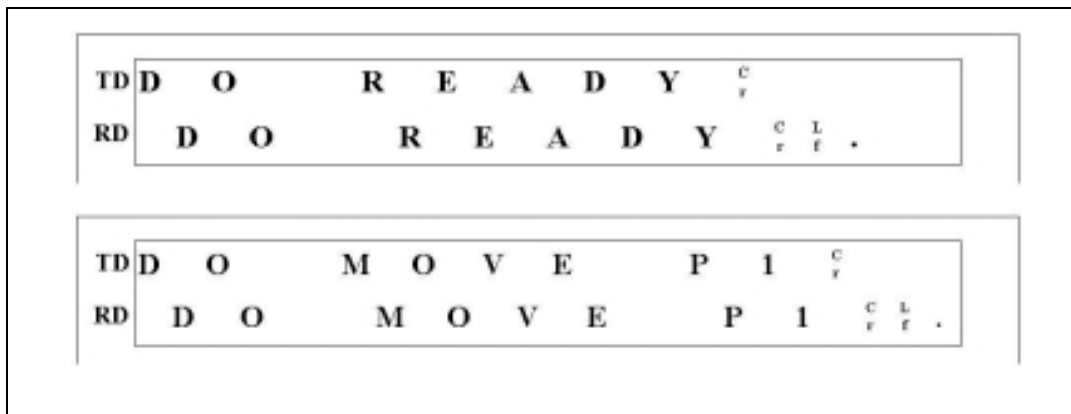 TD DO READY Cr
RD DO READY Cr Lf .
TD DO MOVE P1 Cr
RD DO MOVE P1 Cr Lf .